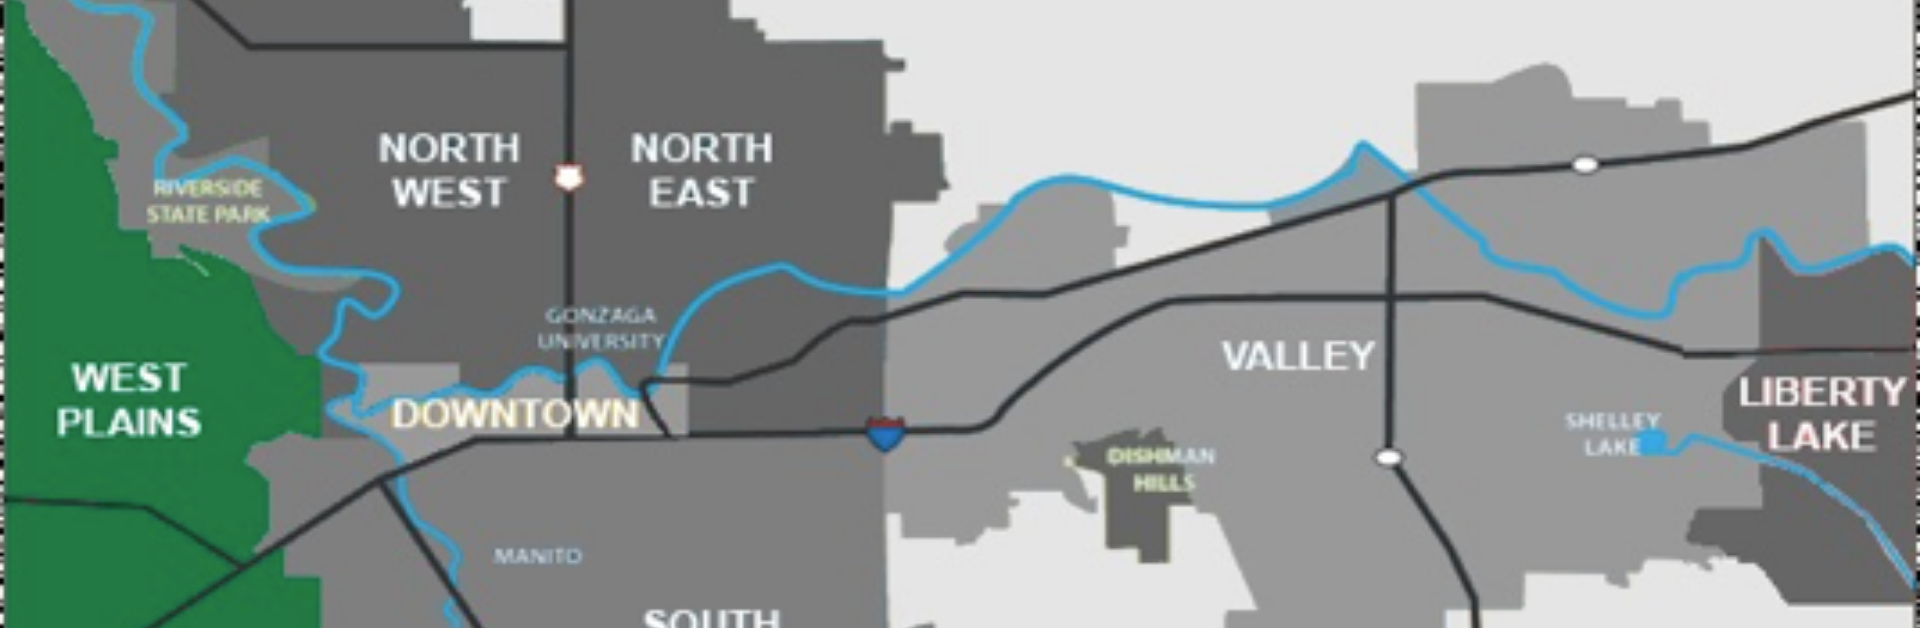 NORTH
WEST
NORTH
EAST
RIVERSIDE
STATE PARK
GONZAGA
UNIVERSITY
WEST
PLAINS
DOWNTOWN
VALLEY
LIBERTY
LAKE
SHELLEY
LAKE
DISHMAN
HILLS
MANITO
SOUTH